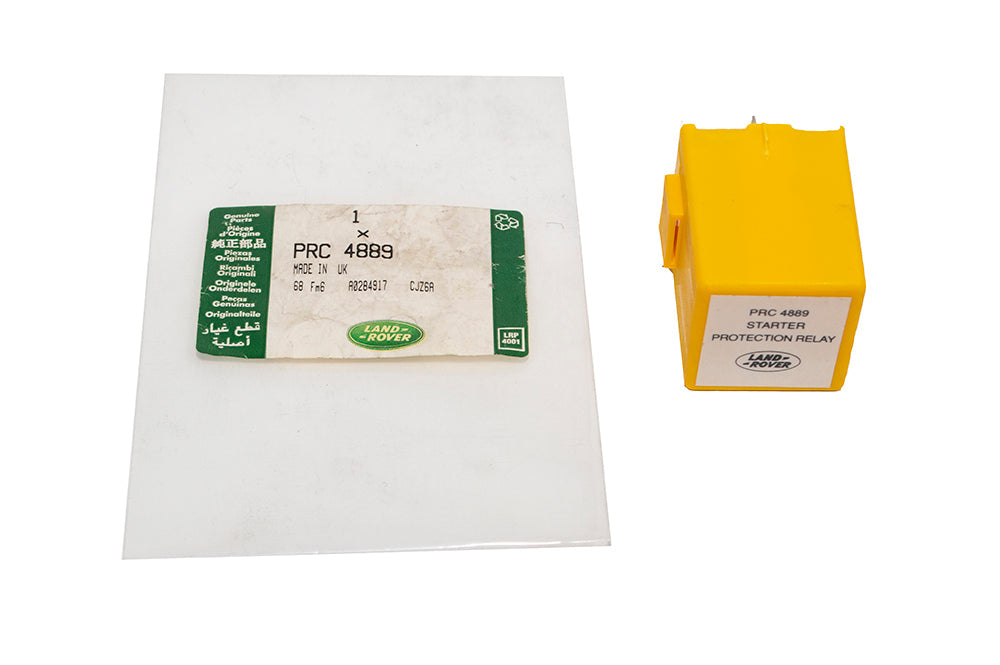 Genuine
Parts
Pièces
d'Origine
純正部品
Piezas
Originales
Ricambi
Originali
Originele
Onderdelen
Peças
Genuinas
Originalteile
قطع غيار
أصلية
1
x
PRC 4889
MADE IN UK
68 Fm6 A0284917 CJZ6A
LAND-
-ROVER
LRP
4001
PRC 4889
STARTER
PROTECTION RELAY
LAND-
-ROVER